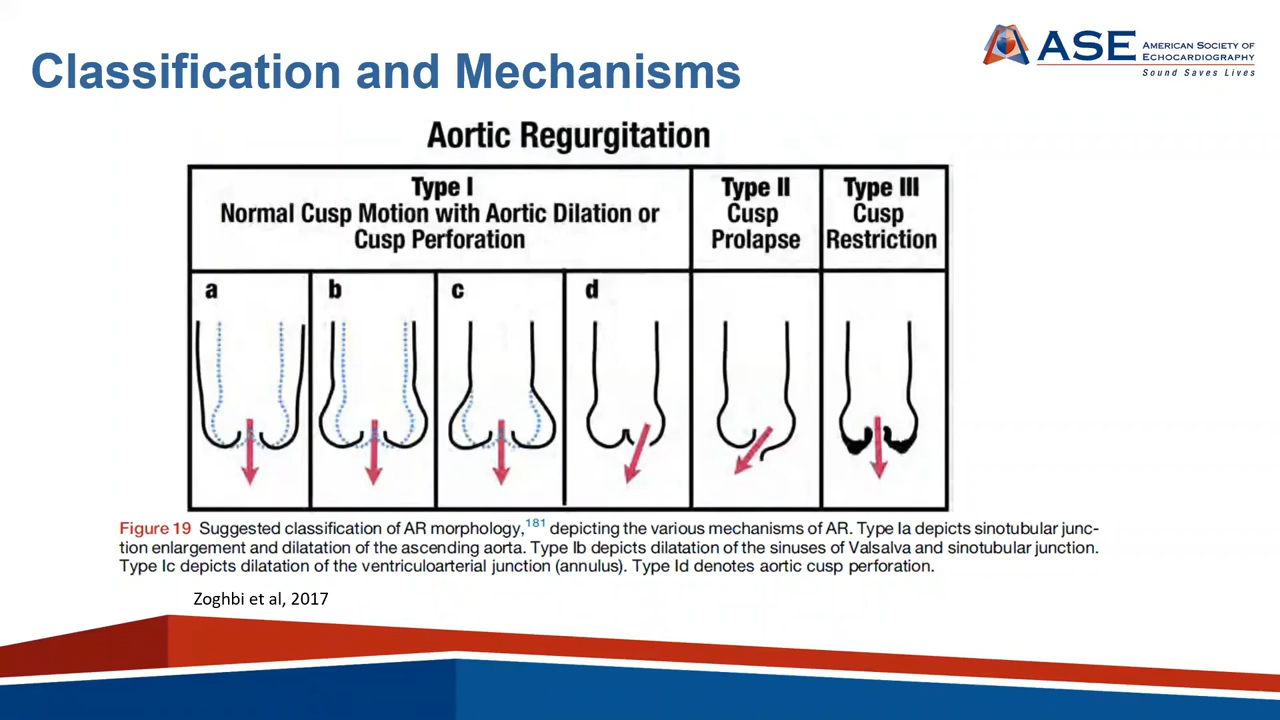 Classification and Mechanisms
ASE
AMERICAN SOCIETY OF
ECHOCARDIOGRAPHY
Sound Saves Lives
Aortic Regurgitation
Type I
Normal Cusp Motion with Aortic Dilation or
Cusp Perforation
Type II
Cusp
Prolapse
Type III
Cusp
Restriction
a
b
c
d
Figure 19 Suggested classification of AR morphology,181 depicting the various mechanisms of AR. Type Ia depicts sinotubular junc-
tion enlargement and dilatation of the ascending aorta. Type Ib depicts dilatation of the sinuses of Valsalva and sinotubular junction.
Type Ic depicts dilatation of the ventriculoarterial junction (annulus). Type Id denotes aortic cusp perforation.
Zoghbi et al, 2017